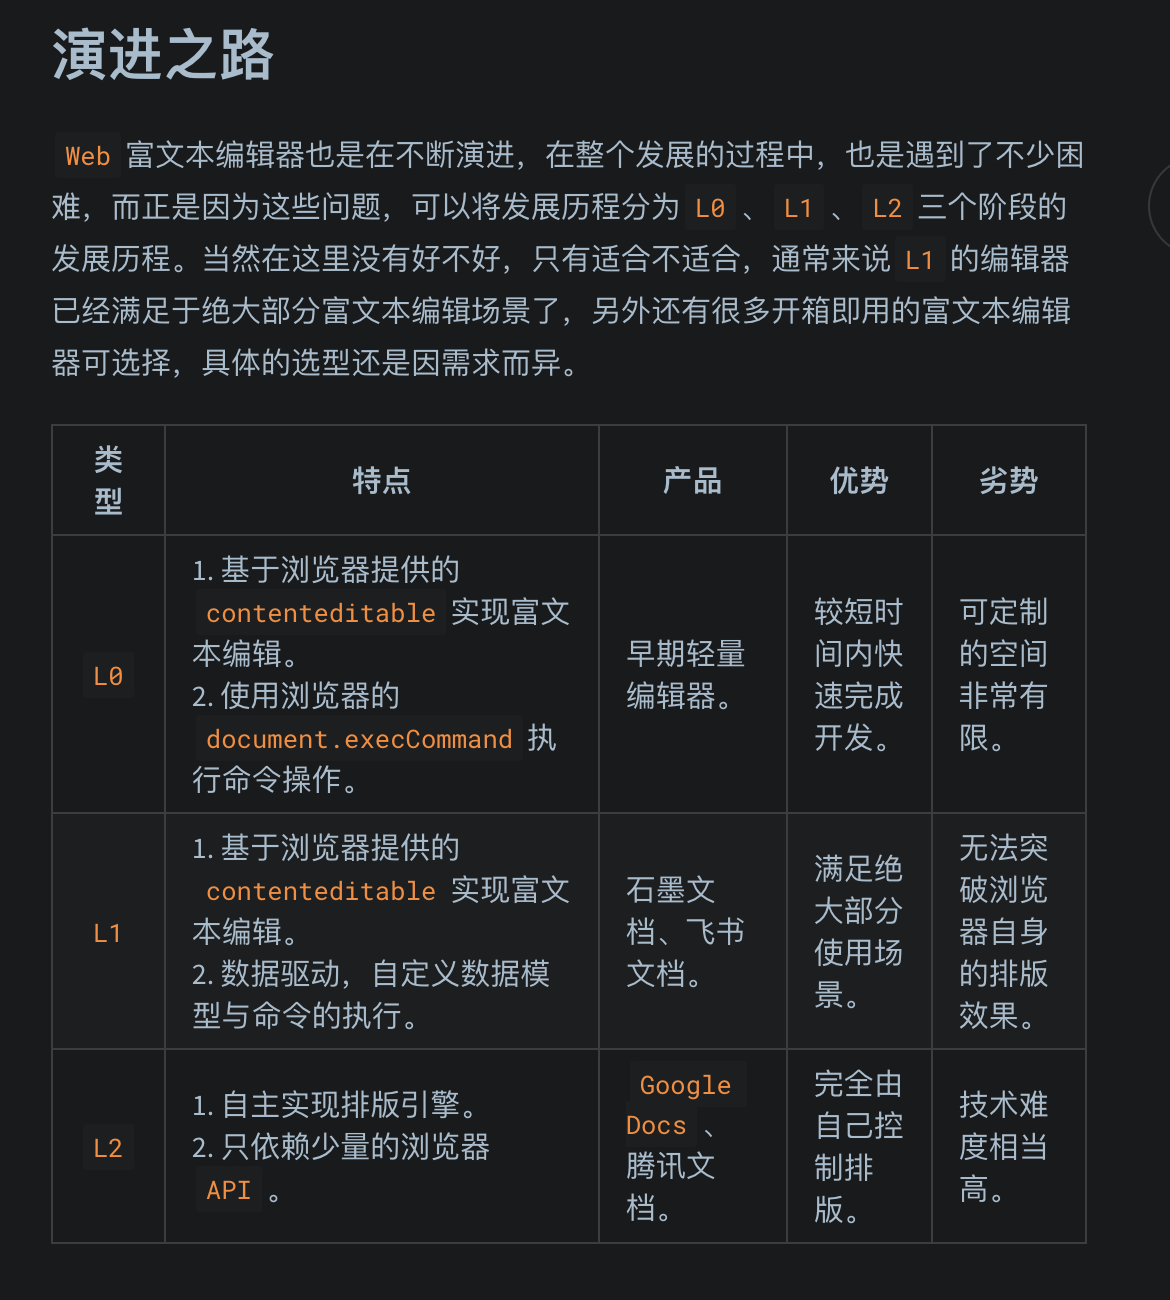 演进之路
Web 富文本编辑器也是在不断演进，在整个发展的过程中，也是遇到了不少困
难，而正是因为这些问题，可以将发展历程分为 L0 、 L1 、 L2 三个阶段的
发展历程。当然在这里没有好不好，只有适合不适合，通常来说 L1 的编辑器
已经满足于绝大部分富文本编辑场景了，另外还有很多开箱即用的富文本编辑
器可选择，具体的选型还是因需求而异。
类
型
特点
产品
优势
劣势
L0
1. 基于浏览器提供的
contenteditable 实现富文
本编辑。
2. 使用浏览器的
document.execCommand 执
行命令操作。
早期轻量
编辑器。
较短时
间内快
速完成
开发。
可定制
的空间
非常有
限。
L1
1. 基于浏览器提供的
contenteditable 实现富文
本编辑。
2. 数据驱动，自定义数据模
型与命令的执行。
石墨文
档、飞书
文档。
满足绝
大部分
使用场
景。
无法突
破浏览
器自身
的排版
效果。
L2
1. 自主实现排版引擎。
2. 只依赖少量的浏览器
API 。
Google
Docs 、
腾讯文
档。
完全由
自己控
制排
版。
技术难
度相当
高。